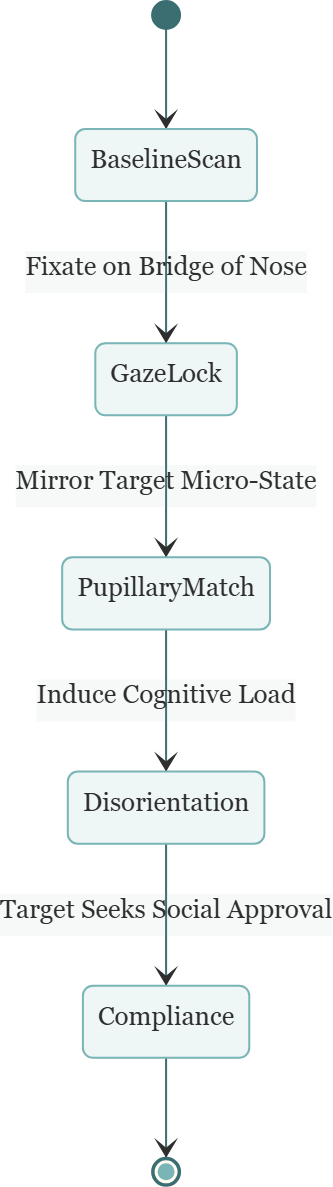 BaselineScan
Fixate on Bridge of Nose
GazeLock
Mirror Target Micro-State
PupillaryMatch
Induce Cognitive Load
Disorientation
Target Seeks Social Approval
Compliance